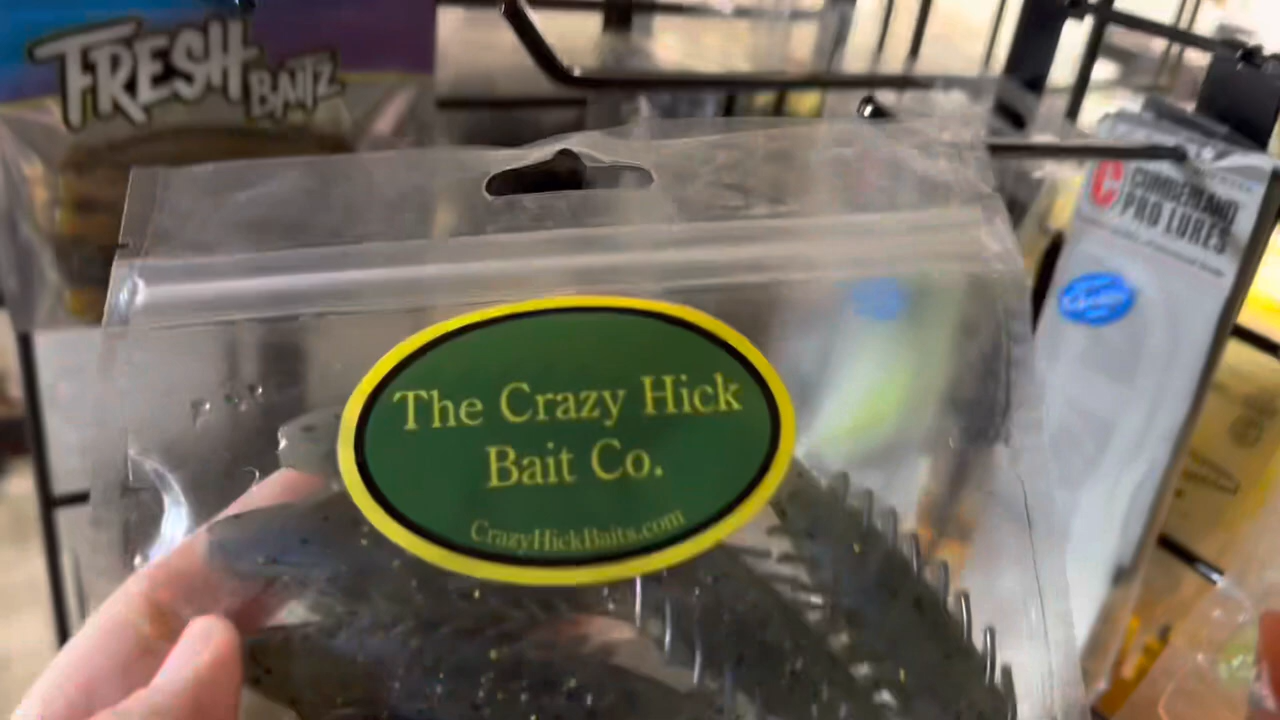 FRESH
BAITZ
The Crazy Hick
Bait Co.
CrazyHickBaits.com
C CUMBERLAND
PRO LURES